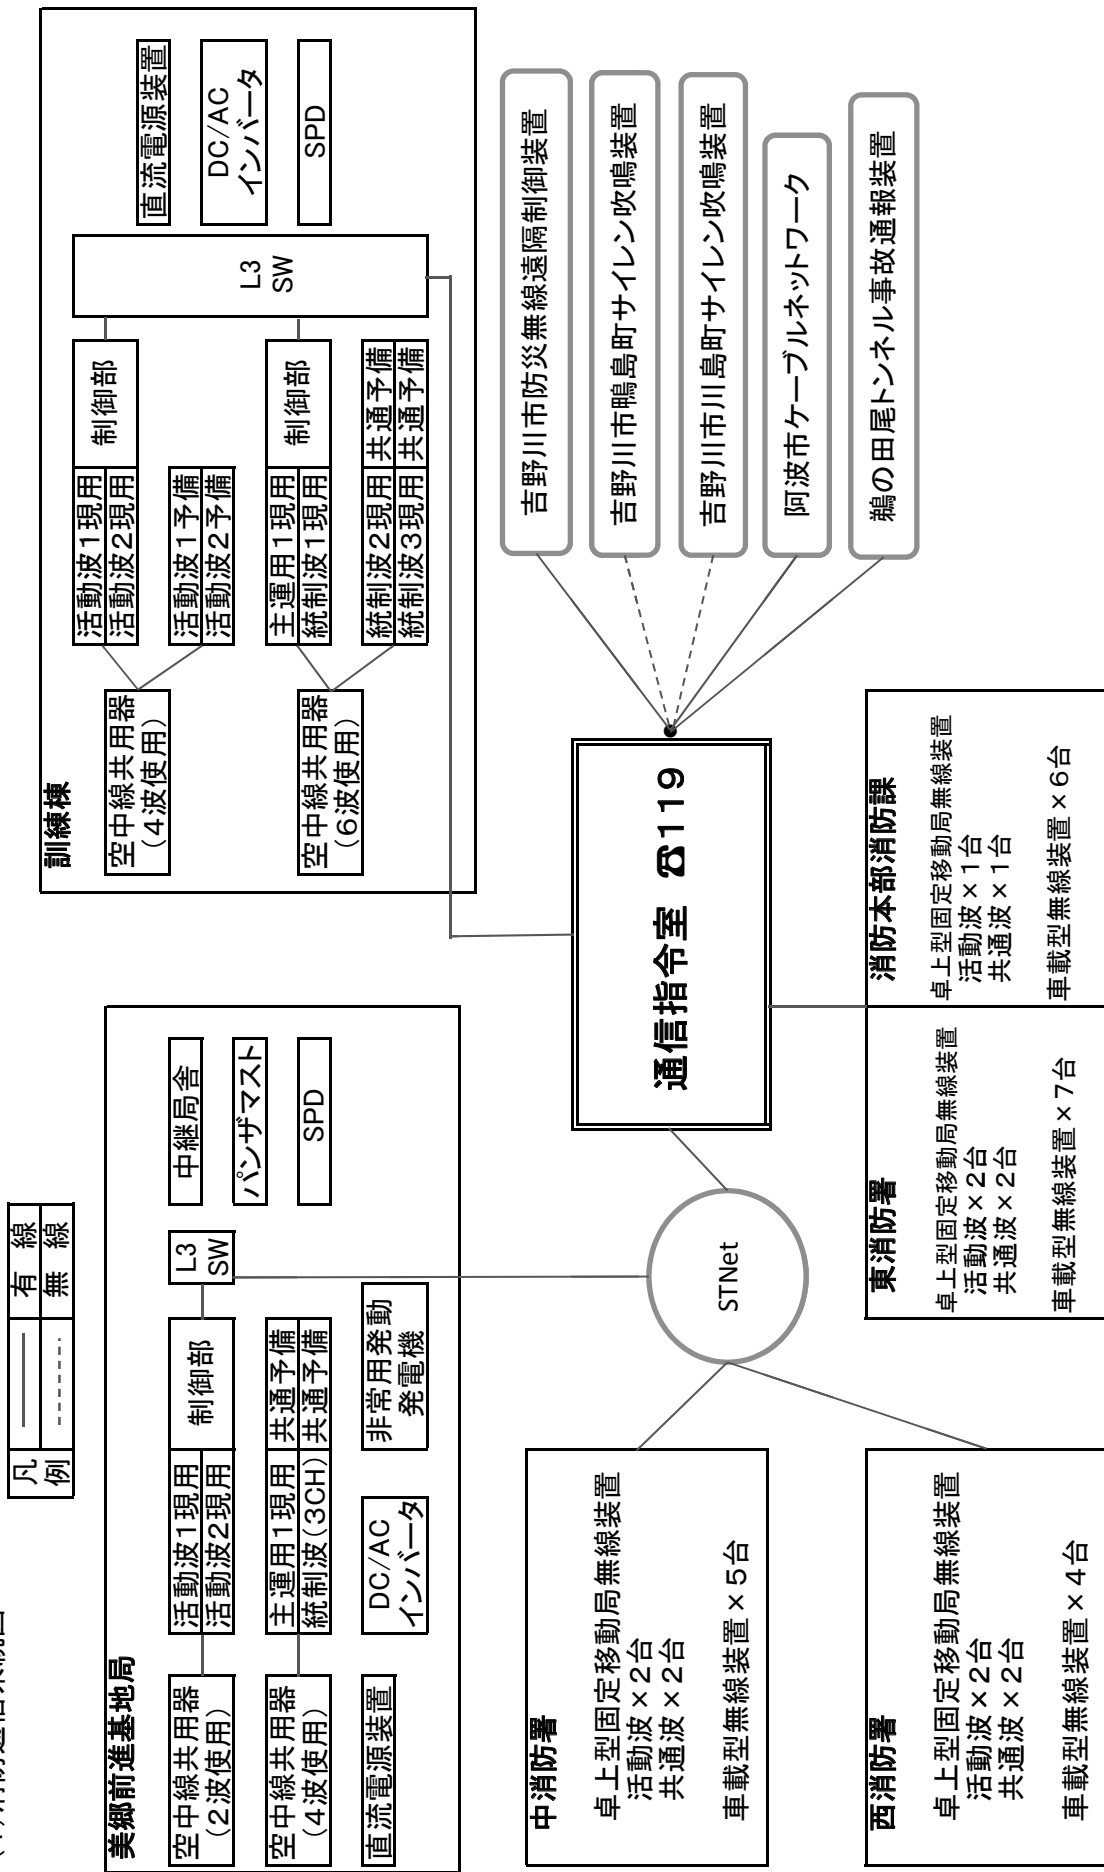 凡例
有線
無線
美郷前進基地局
空中線共用器
(2波使用)
活動波1現用
活動波2現用
制御部
L3
SW
中継局舎
パンザマスト
空中線共用器
(4波使用)
主運用1現用
共通予備
統制波(3CH)
共通予備
SPD
直流電源装置
DC/AC
インバータ
非常用発動
発電機
訓練棟
空中線共用器
(4波使用)
活動波1現用
活動波2現用
制御部
活動波1予備
活動波2予備
空中線共用器
(6波使用)
主運用1現用
統制波1現用
制御部
統制波2現用
共通予備
統制波3現用
共通予備
L3
SW
直流電源装置
DC/AC
インバータ
SPD
STNet
通信指令室 ☎119
吉野川市防災無線遠隔制御装置
吉野川市鴨島町サイレン吹鳴装置
吉野川市川島町サイレン吹鳴装置
阿波市ケーブルネットワーク
鵜の田尾トンネル事故通報装置
中消防署
卓上型固定移動局無線装置
活動波×2台
共通波×2台
車載型無線装置×5台
西消防署
卓上型固定移動局無線装置
活動波×2台
共通波×2台
車載型無線装置×4台
東消防署
卓上型固定移動局無線装置
活動波×2台
共通波×2台
車載型無線装置×7台
消防本部消防課
卓上型固定移動局無線装置
活動波×1台
共通波×1台
車載型無線装置×6台